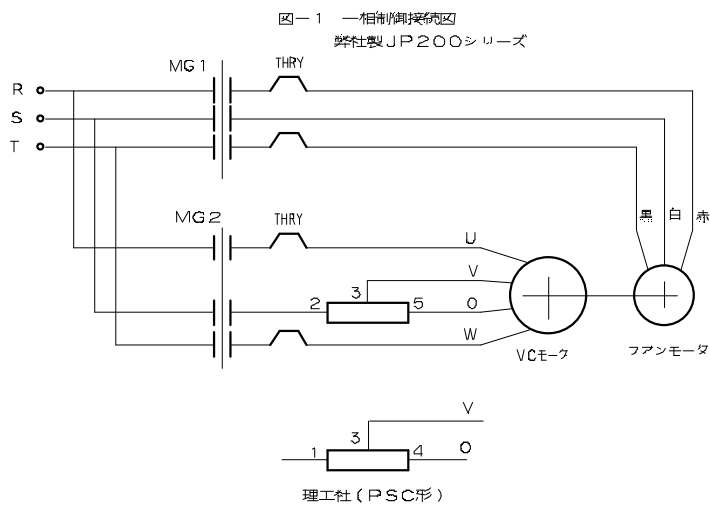 図－1　一相制御接続図
弊社製JP200シリーズ
MG1
THRY
R
S
T
MG2
THRY
黒
白
赤
U
V
3
2
5
O
W
VCモータ
フアンモータ
V
3
1
4
O
理工社(PSC形)